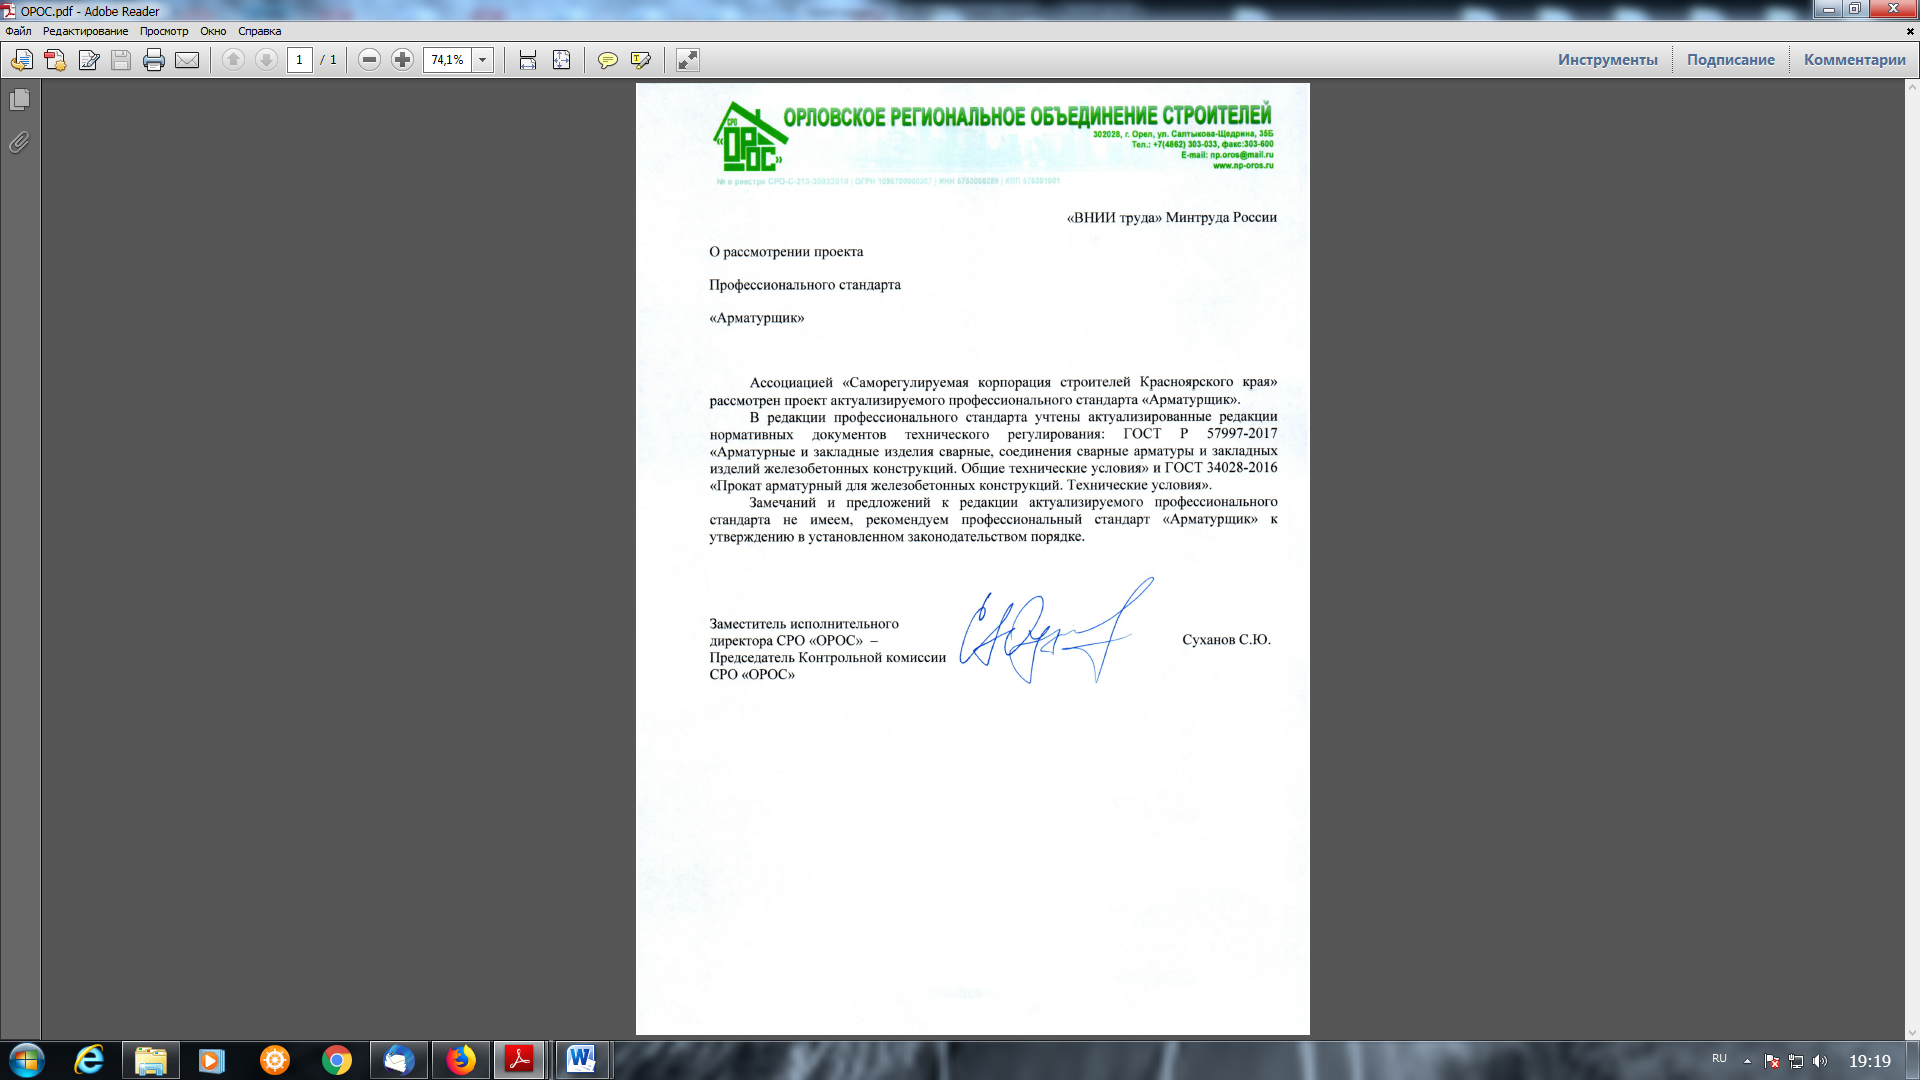 ОРОС.pdf - Adobe Reader
Файл Редактирование Просмотр Окно Справка
1 / 1 74,1% Инструменты Подписание Комментарии
СРО «ОРОС»
ОРЛОВСКОЕ РЕГИОНАЛЬНОЕ ОБЪЕДИНЕНИЕ СТРОИТЕЛЕЙ
302028, г. Орел, ул. Салтыкова-Щедрина, 35Б
Тел.: +7(4862) 303-033, факс:303-600
E-mail: np.oros@mail.ru
www.np-oros.ru
№ в реестре | ОГРН | ИНН | КПП
«ВНИИ труда» Минтруда России
О рассмотрении проекта
Профессионального стандарта
«Арматурщик»
Ассоциацией «Саморегулируемая корпорация строителей Красноярского края»
рассмотрен проект актуализируемого профессионального стандарта «Арматурщик».
В редакции профессионального стандарта учтены актуализированные редакции
нормативных документов технического регулирования: ГОСТ Р 57997-2017
«Арматурные и закладные изделия сварные, соединения сварные арматуры и закладных
изделий железобетонных конструкций. Общие технические условия» и ГОСТ 34028-2016
«Прокат арматурный для железобетонных конструкций. Технические условия».
Замечаний и предложений к редакции актуализируемого профессионального
стандарта не имеем, рекомендуем профессиональный стандарт «Арматурщик» к
утверждению в установленном законодательством порядке.
Заместитель исполнительного
директора СРО «ОРОС» –
Председатель Контрольной комиссии
СРО «ОРОС»
Суханов С.Ю.
RU 19:19